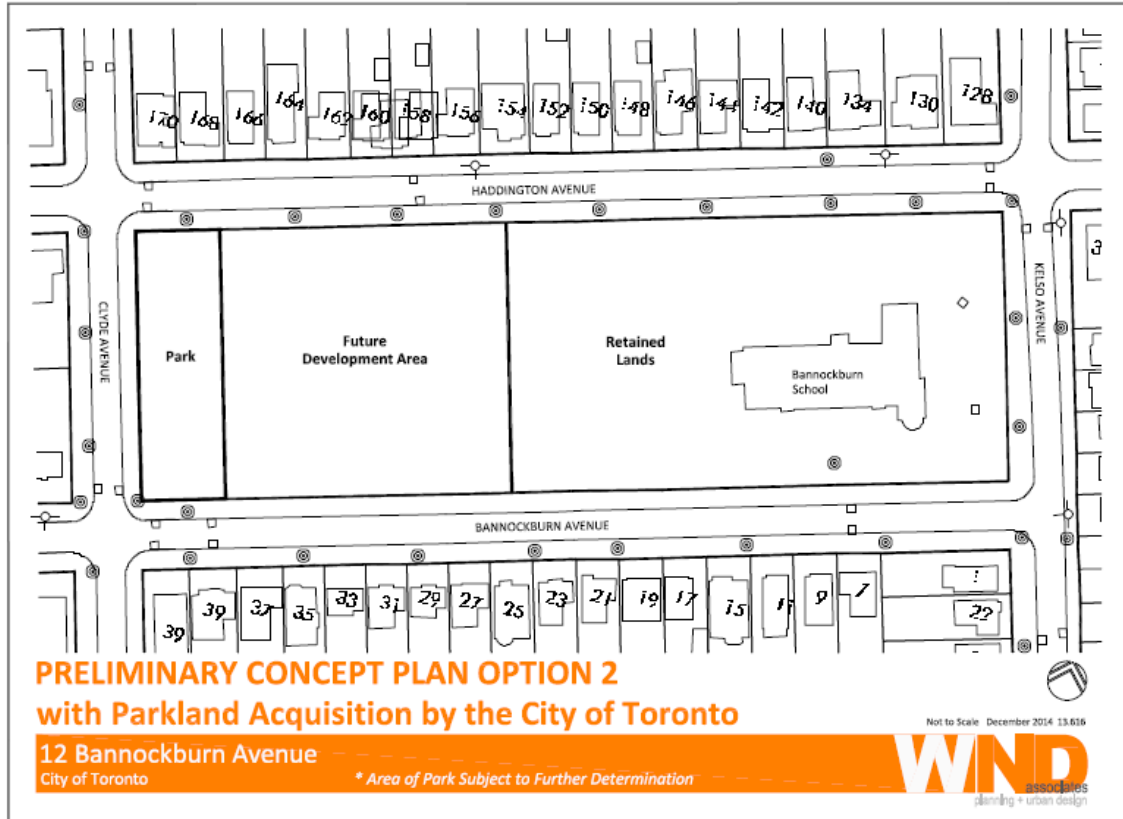 170
168
166
164
162
160
158
156
154
152
150
148
146
144
142
140
134
130
128
HADDINGTON AVENUE
CLYDE AVENUE
KELSO AVENUE
3
Park
Future
Development Area
Retained
Lands
Bannockburn
School
BANNOCKBURN AVENUE
39
39
37
35
33
31
29
27
25
23
21
19
17
15
11
9
7
1
22
PRELIMINARY CONCEPT PLAN OPTION 2
with Parkland Acquisition by the City of Toronto
Not to Scale December 2014 13.616
12 Bannockburn Avenue
City of Toronto
* Area of Park Subject to Further Determination
WND
associates
planning + urban design